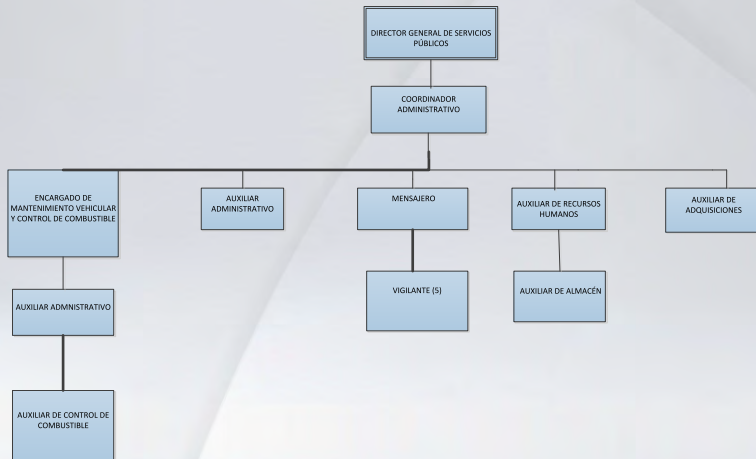 DIRECTOR GENERAL DE SERVICIOS
PÚBLICOS
COORDINADOR
ADMINISTRATIVO
ENCARGADO DE
MANTENIMIENTO VEHICULAR
Y CONTROL DE COMBUSTIBLE
AUXILIAR
ADMINISTRATIVO
MENSAJERO
AUXILIAR DE RECURSOS
HUMANOS
AUXILIAR DE
ADQUISICIONES
AUXILIAR ADMNISTRATIVO
VIGILANTE (5)
AUXILIAR DE ALMACÉN
AUXILIAR DE CONTROL DE
COMBUSTIBLE